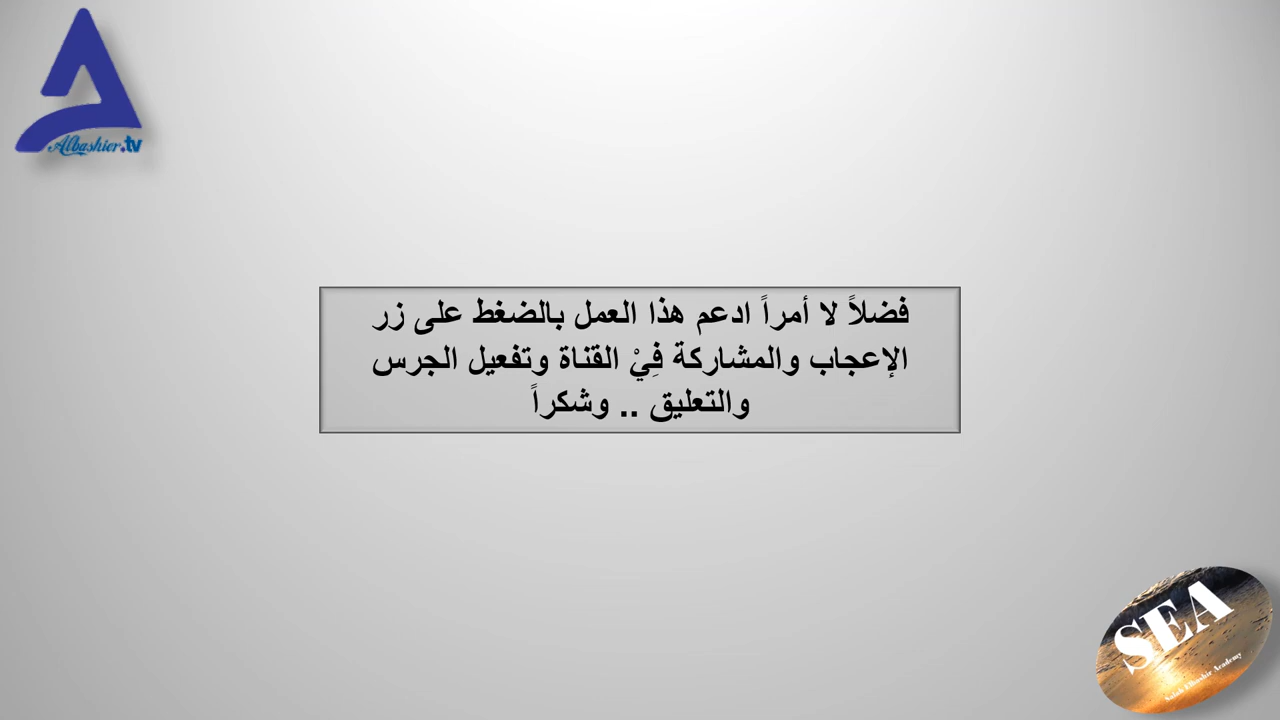 Albashier.tv
فضلاً لا أمراً ادعم هذا العمل بالضغط على زر
الإعجاب والمشاركة فِيْ القناة وتفعيل الجرس
والتعليق .. وشكراً
SEA
Academy